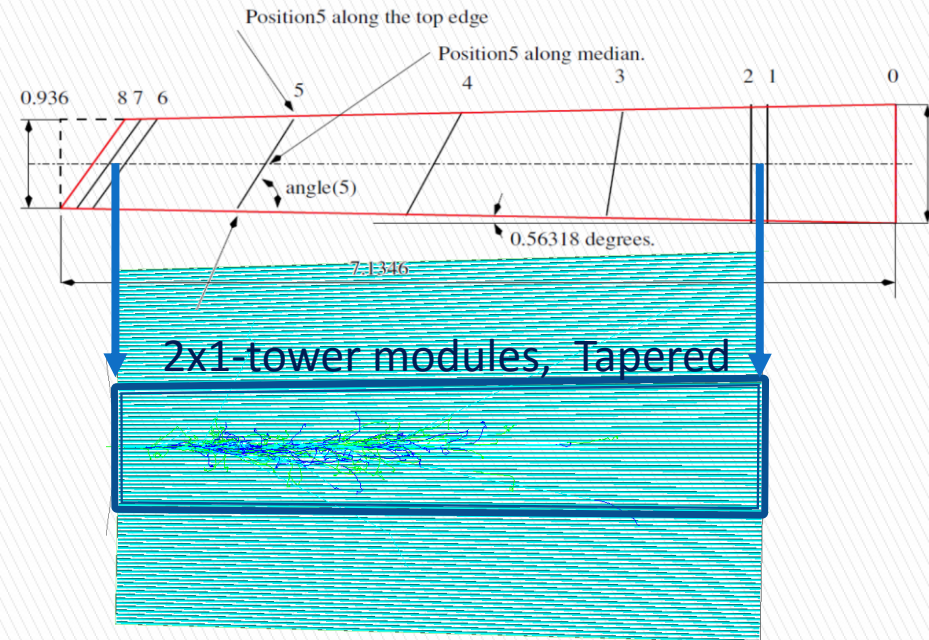 Position5 along the top edge
Position5 along median.
0.936 8 7 6 5 4 3 2 1 0
angle(5)
0.56318 degrees.
7.1346
2x1-tower modules, Tapered